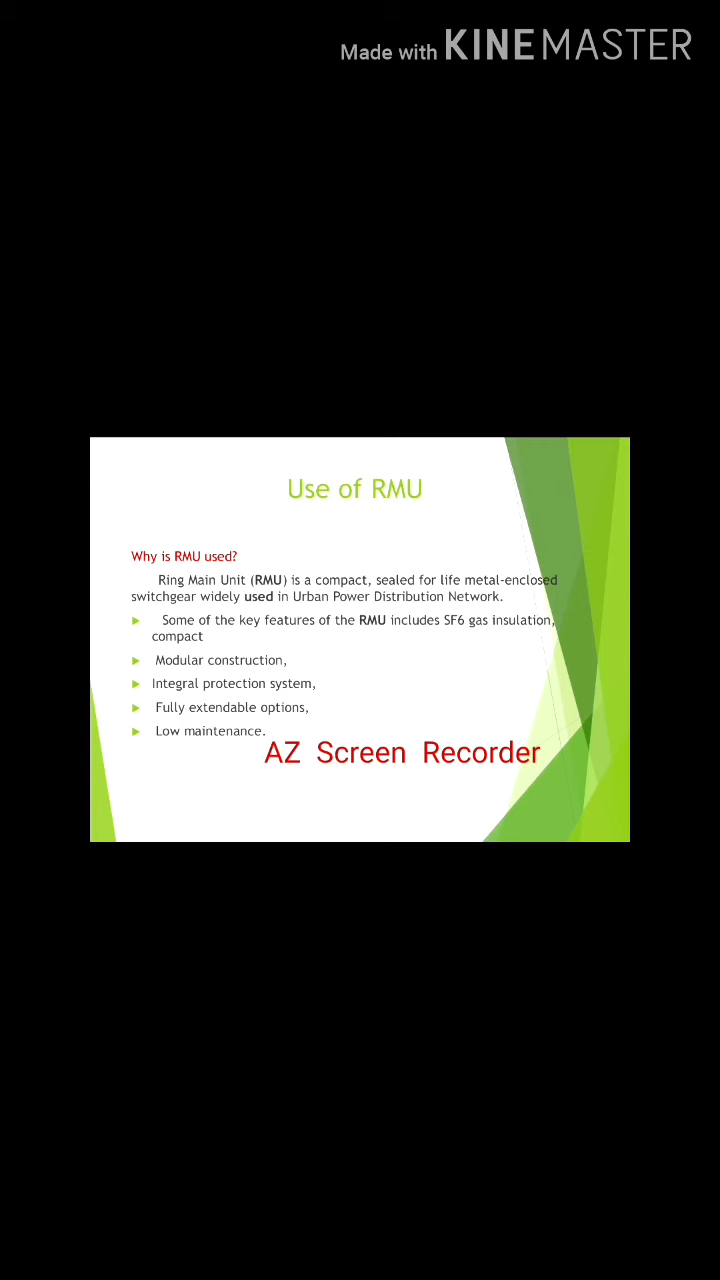 Made with KINEMASTER
Use of RMU
Why is RMU used?
Ring Main Unit (RMU) is a compact, sealed for life metal-enclosed
switchgear widely used in Urban Power Distribution Network.
Some of the key features of the RMU includes SF6 gas insulation,
compact
Modular construction,
Integral protection system,
Fully extendable options,
Low maintenance.
AZ Screen Recorder